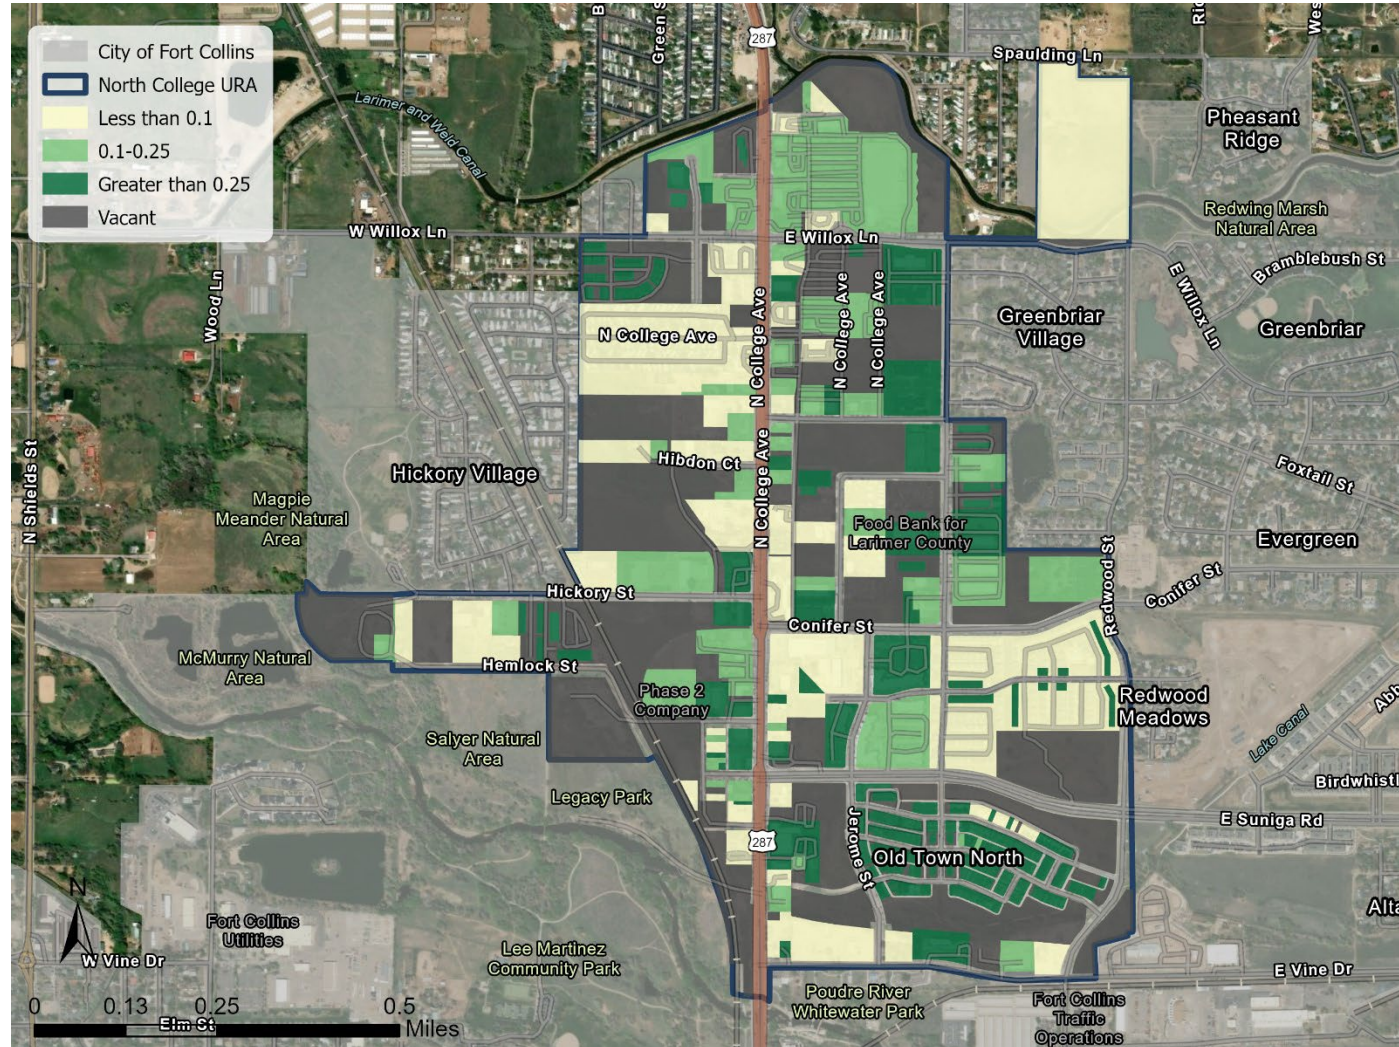 City of Fort Collins
North College URA
Less than 0.1
0.1-0.25
Greater than 0.25
Vacant
287
Green S
B
Ric
Wes
Spaulding Ln
Larimer and Weld Canal
Pheasant
Ridge
Redwing Marsh
Natural Area
W Willox Ln
E Willox Ln
Bramblebush St
E Willox Ln
Wood Ln
N College Ave
N College Ave
N College Ave
N College Ave
Greenbriar
Village
Greenbriar
N Shields St
Hickory Village
Hibdon Ct
N College Ave
Foxtail St
Magpie
Meander Natural
Area
Food Bank for
Larimer County
Evergreen
Redwood St
Conifer St
Hickory St
Conifer St
McMurry Natural
Area
Hemlock St
Phase 2
Company
Redwood
Meadows
Abb
Salyer Natural
Area
Lake Canal
Legacy Park
Birdwhistl
E Suniga Rd
287
Jerome St
Old Town North
Alta
N
Fort Collins
Utilities
W Vine Dr
Lee Martinez
Community Park
E Vine Dr
Poudre River
Whitewater Park
Fort Collins
Traffic
Operations
0 0.13 0.25 0.5
Miles
Elm St